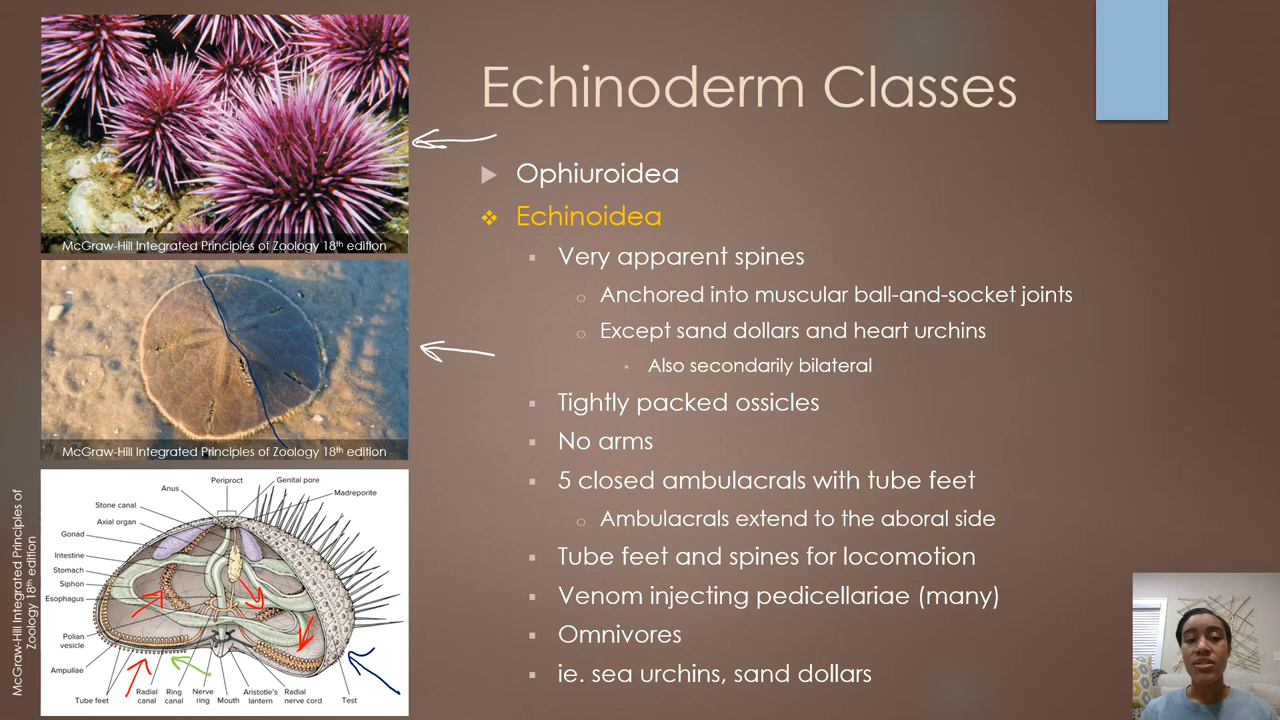 Echinoderm Classes
Ophiuroidea
Echinoidea
Very apparent spines
Anchored into muscular ball-and-socket joints
Except sand dollars and heart urchins
Also secondarily bilateral
Tightly packed ossicles
No arms
5 closed ambulacrals with tube feet
Ambulacrals extend to the aboral side
Tube feet and spines for locomotion
Venom injecting pedicellariae (many)
Omnivores
ie. sea urchins, sand dollars
McGraw-Hill Integrated Principles of Zoology 18th edition
McGraw-Hill Integrated Principles of Zoology 18th edition
McGraw-Hill Integrated Principles of
Zoology 18th edition
Periproct
Genital pore
Anus
Madreporite
Stone canal
Axial organ
Gonad
Intestine
Stomach
Siphon
Esophagus
Polian
vesicle
Ampullae
Tube feet
Radial
canal
Ring
canal
Nerve
ring
Mouth
Aristotle's
lantern
Radial
nerve cord
Test